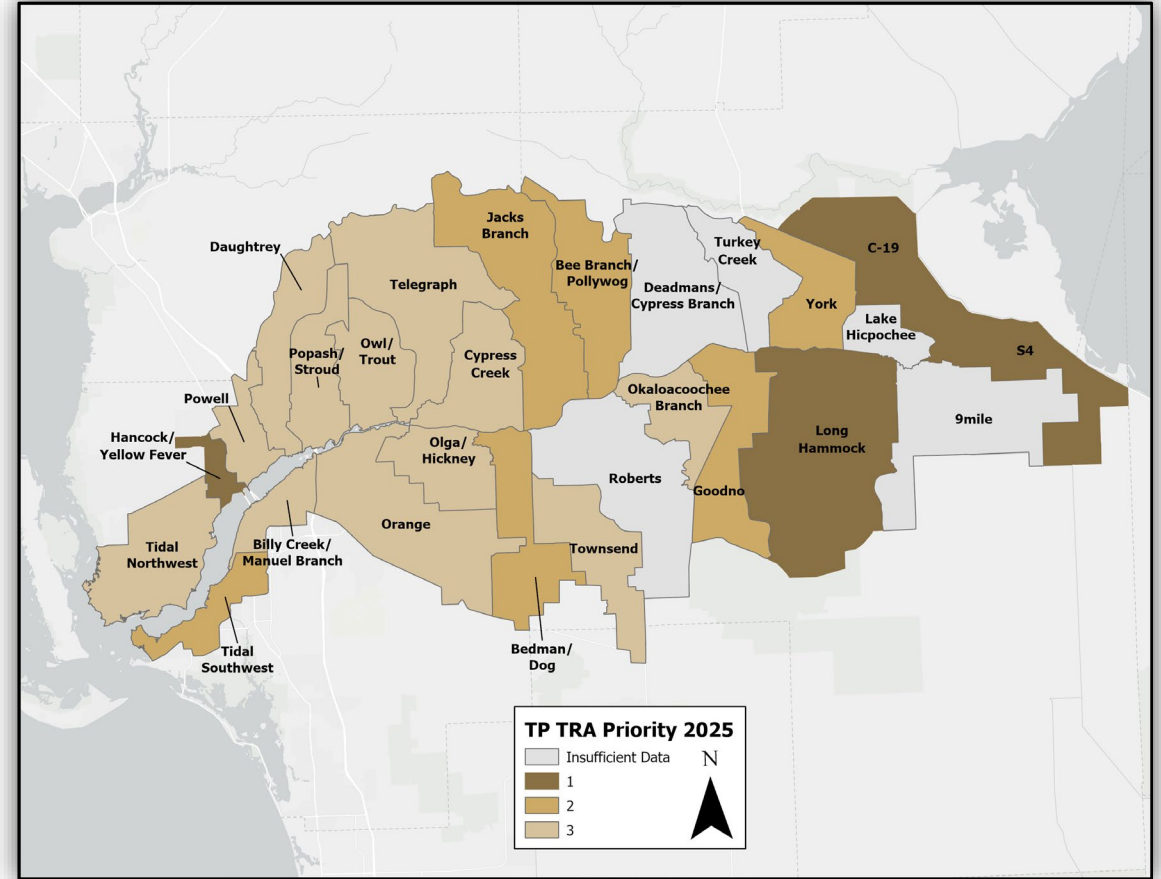 Jacks
Branch
Daughtrey
Turkey
Creek
C-19
Bee Branch/
Pollywog
Telegraph
Deadmans/
Cypress Branch
York
Lake
Hicpochee
Owl/
Trout
Popash/
Stroud
Cypress
Creek
S4
Okaloacoochee
Branch
Powell
9mile
Hancock/
Yellow Fever
Olga/
Hickney
Long
Hammock
Roberts
Goodno
Orange
Billy Creek/
Manuel Branch
Tidal
Northwest
Townsend
Tidal
Southwest
Bedman/
Dog
TP TRA Priority 2025
Insufficient Data
N
1
2
3